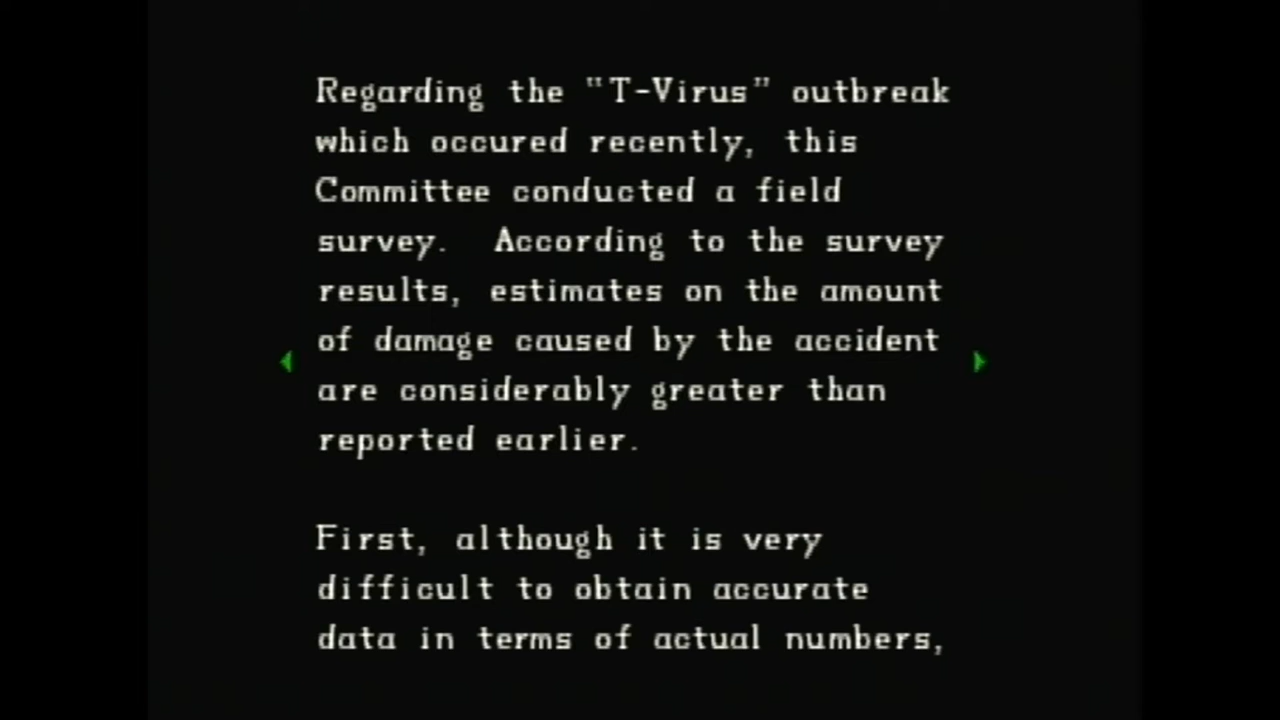 Regarding the "T-Virus" outbreak
which occured recently, this
Committee conducted a field
survey. According to the survey
results, estimates on the amount
of damage caused by the accident
are considerably greater than
reported earlier.
First, although it is very
difficult to obtain accurate
data in terms of actual numbers,